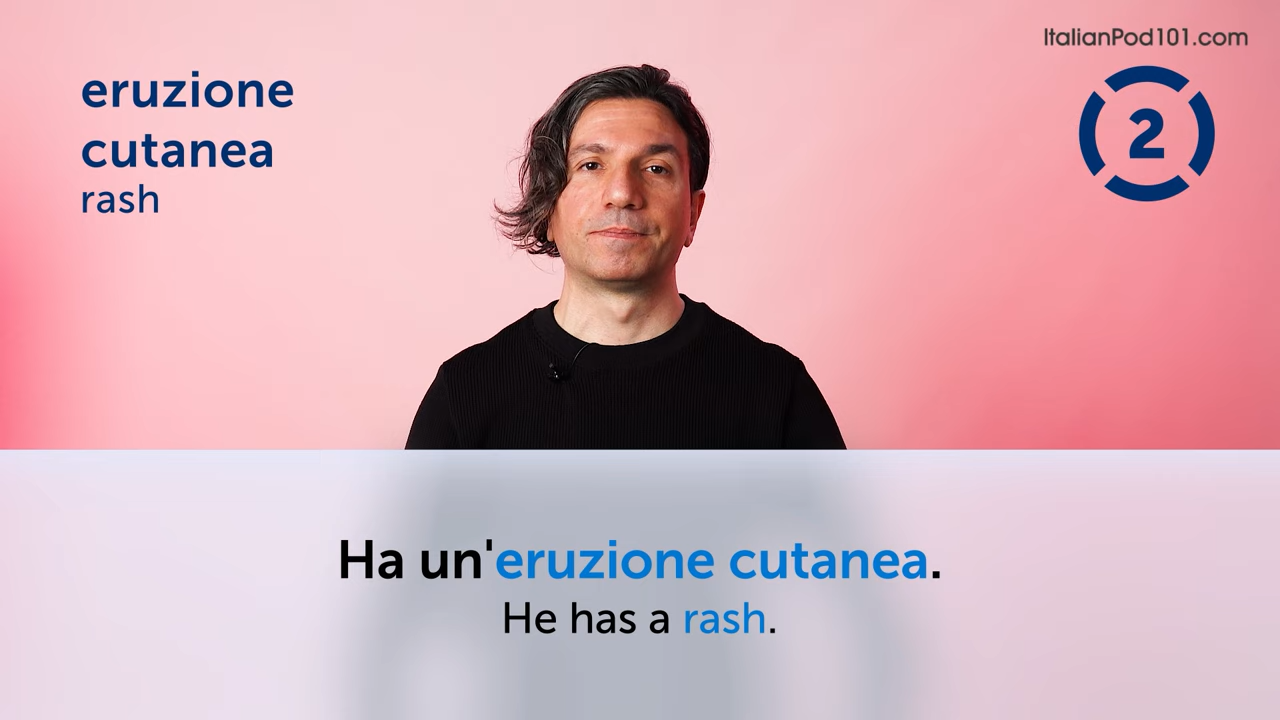 ItalianPod101.com
eruzione
cutanea
rash
2
Ha un'eruzione cutanea.
He has a rash.